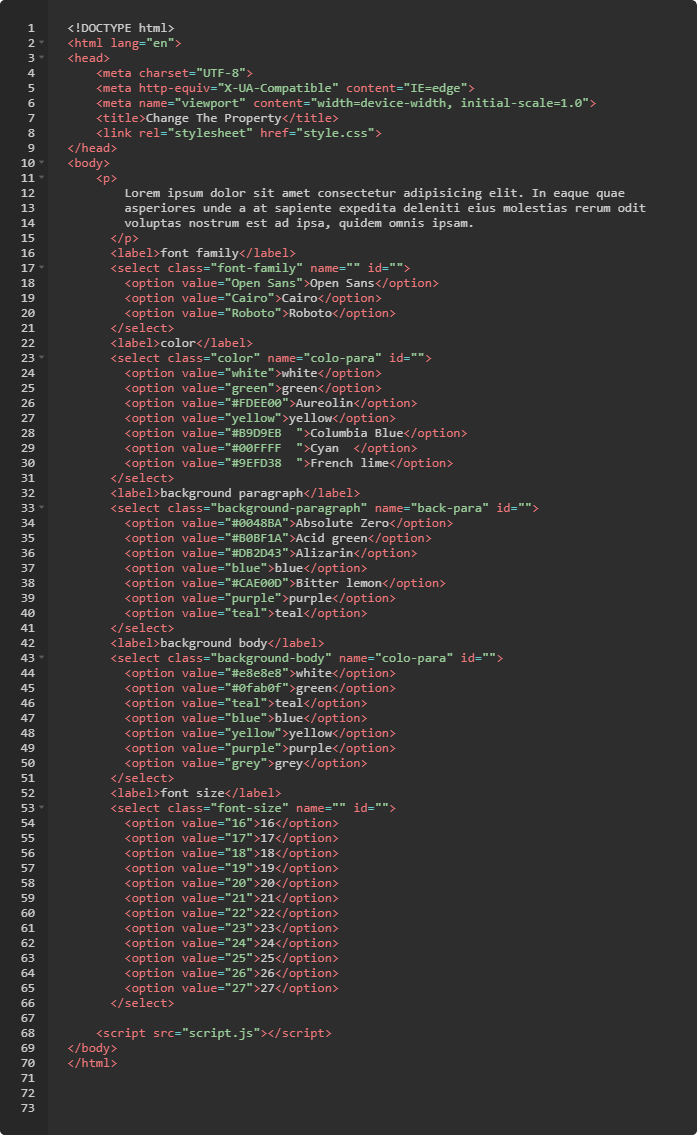 1 <!DOCTYPE html>
2 <html lang="en">
3 <head>
4 <meta charset="UTF-8">
5 <meta http-equiv="X-UA-Compatible" content="IE=edge">
6 <meta name="viewport" content="width=device-width, initial-scale=1.0">
7 <title>Change The Property</title>
8 <link rel="stylesheet" href="style.css">
9 </head>
10 <body>
11 <p>
12 Lorem ipsum dolor sit amet consectetur adipisicing elit. In eaque quae
13 asperiores unde a at sapiente expedita deleniti eius molestias rerum odit
14 voluptas nostrum est ad ipsa, quidem omnis ipsam.
15 </p>
16 <label>font family</label>
17 <select class="font-family" name="" id="">
18 <option value="Open Sans">Open Sans</option>
19 <option value="Cairo">Cairo</option>
20 <option value="Roboto">Roboto</option>
21 </select>
22 <label>color</label>
23 <select class="color" name="colo-para" id="">
24 <option value="white">white</option>
25 <option value="green">green</option>
26 <option value="#FDEE00">Aureolin</option>
27 <option value="yellow">yellow</option>
28 <option value="#B9D9EB  ">Columbia Blue</option>
29 <option value="#00FFFF  ">Cyan  </option>
30 <option value="#9EFD38  ">French lime</option>
31 </select>
32 <label>background paragraph</label>
33 <select class="background-paragraph" name="back-para" id="">
34 <option value="#0048BA">Absolute Zero</option>
35 <option value="#B0BF1A">Acid green</option>
36 <option value="#DB2D43">Alizarin</option>
37 <option value="blue">blue</option>
38 <option value="#CAE00D">Bitter lemon</option>
39 <option value="purple">purple</option>
40 <option value="teal">teal</option>
41 </select>
42 <label>background body</label>
43 <select class="background-body" name="colo-para" id="">
44 <option value="#e8e8e8">white</option>
45 <option value="#0fab0f">green</option>
46 <option value="teal">teal</option>
47 <option value="blue">blue</option>
48 <option value="yellow">yellow</option>
49 <option value="purple">purple</option>
50 <option value="grey">grey</option>
51 </select>
52 <label>font size</label>
53 <select class="font-size" name="" id="">
54 <option value="16">16</option>
55 <option value="17">17</option>
56 <option value="18">18</option>
57 <option value="19">19</option>
58 <option value="20">20</option>
59 <option value="21">21</option>
60 <option value="22">22</option>
61 <option value="23">23</option>
62 <option value="24">24</option>
63 <option value="25">25</option>
64 <option value="26">26</option>
65 <option value="27">27</option>
66 </select>
67
68 <script src="script.js"></script>
69 </body>
70 </html>
71
72
73